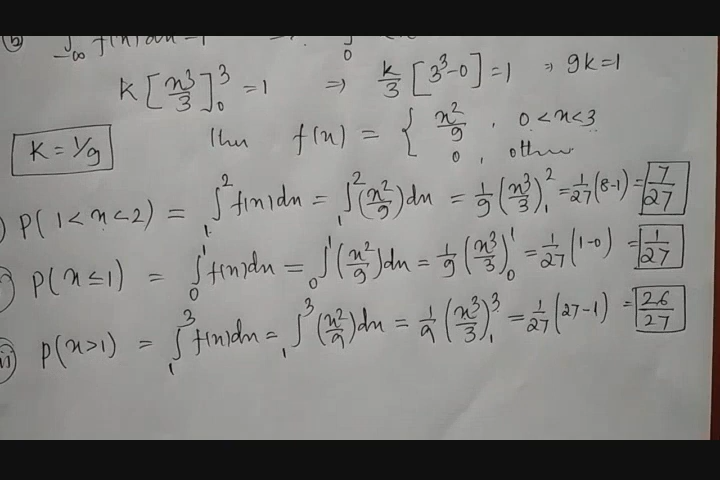 ∫_{-∞} f(x)dx = 1
K[x³/3]₀³ = 1 ⇒ k/3 [3³-0] = 1 ⇒ 9k = 1
K = 1/9 Thus f(x) = { x²/9 , 0 < x < 3
0 , other
P(1 < x < 2) = ∫₁² f(x)dx = ∫₁² (x²/9)dx = 1/9 (x³/3)₁² = 1/27 (8-1) = 7/27
P(x ≤ 1) = ∫₀¹ f(x)dx = ∫₀¹ (x²/9)dx = 1/9 (x³/3)₀¹ = 1/27 (1-0) = 1/27
P(x>1) = ∫₁³ f(x)dx = ∫₁³ (x²/9)dx = 1/9 (x³/3)₁³ = 1/27 (27-1) = 26/27